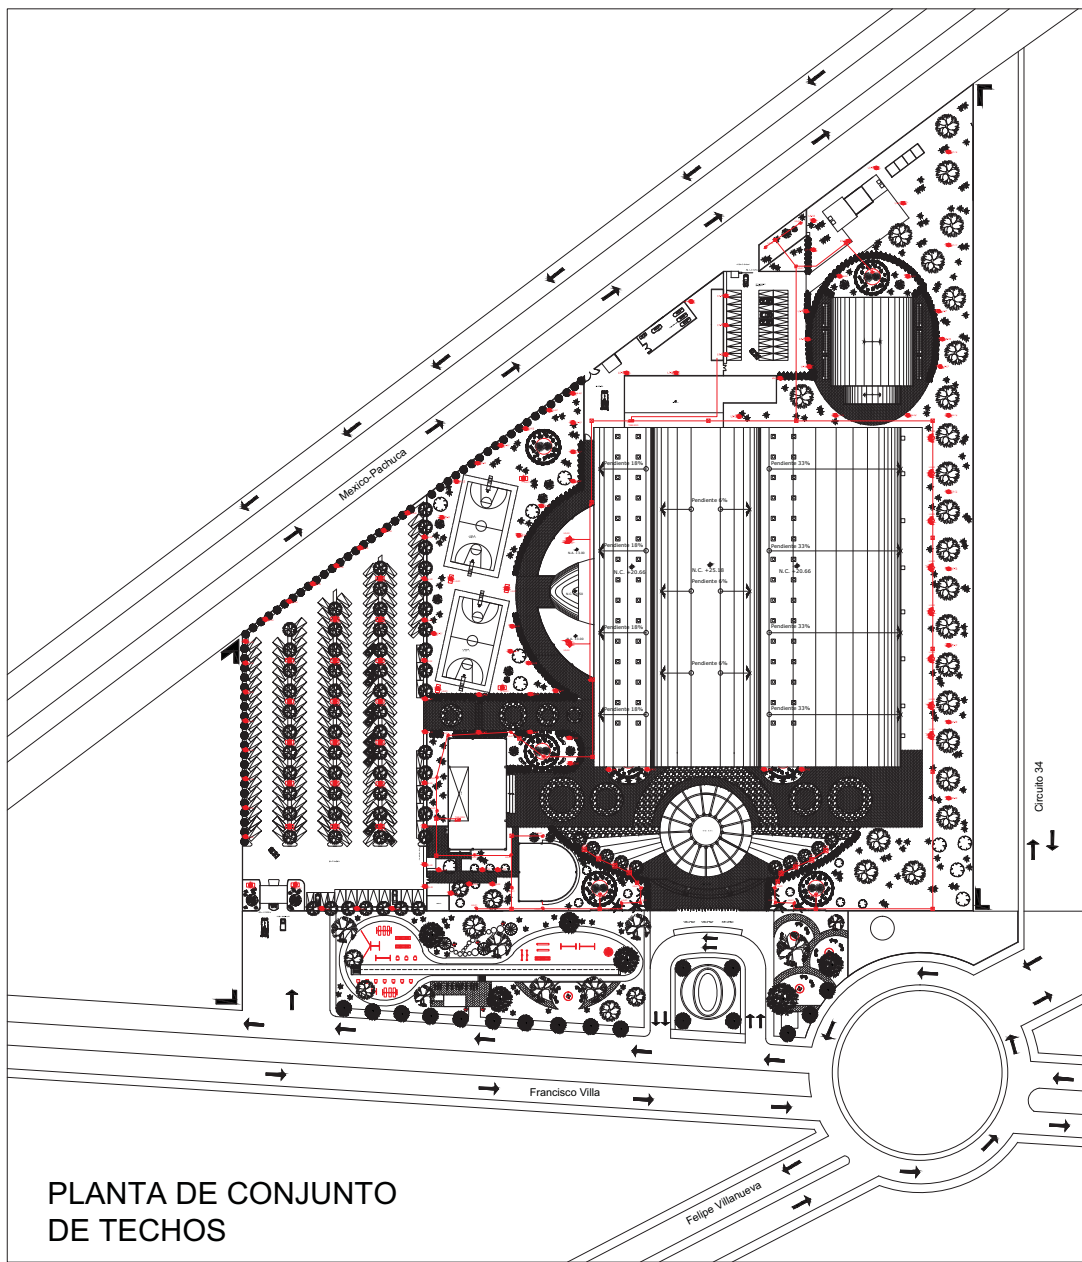 Mexico-Pachuca
Pendiente 18%
Pendiente 33%
Pendiente 6%
Pendiente 18%
Pendiente 33%
N.C. +20.66
N.C. +25.18
N.C. +20.66
Pendiente 6%
Pendiente 18%
Pendiente 33%
Pendiente 6%
Pendiente 18%
Pendiente 33%
Circuito 34
Francisco Villa
Felipe Villanueva
PLANTA DE CONJUNTO
DE TECHOS